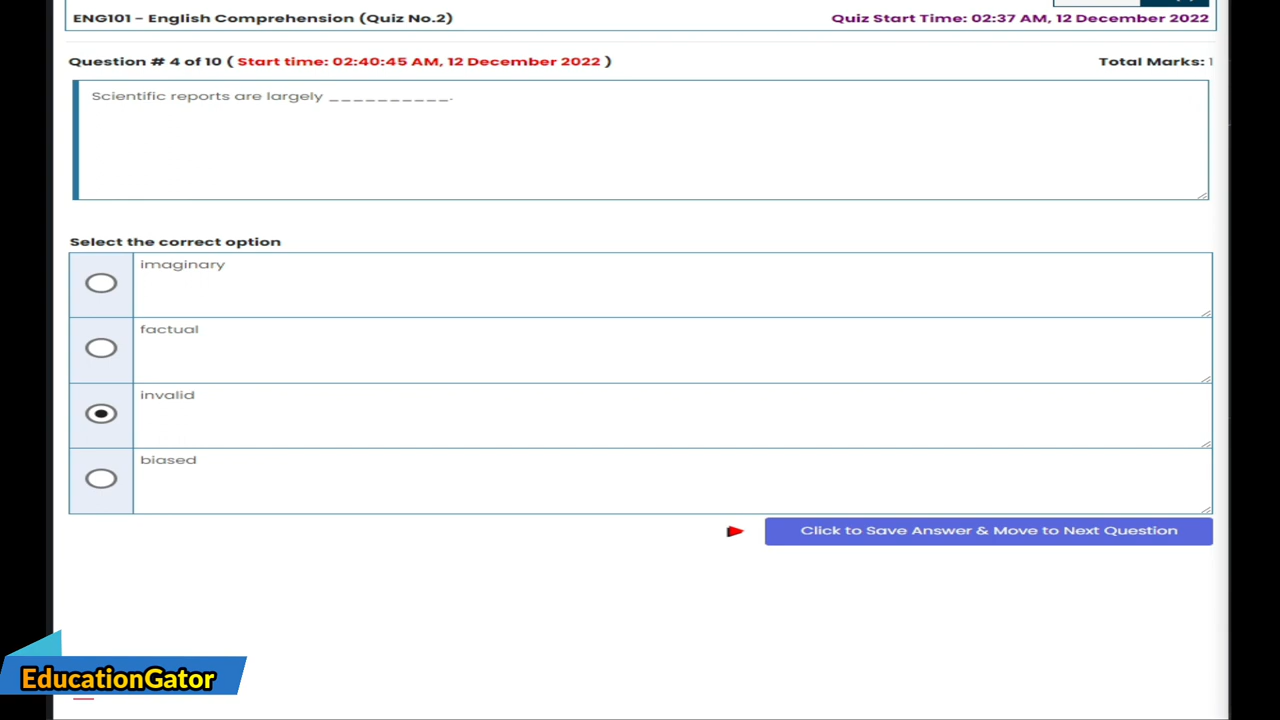 ENG101 - English Comprehension (Quiz No.2)
Quiz Start Time: 02:37 AM, 12 December 2022
Question # 4 of 10 ( Start time: 02:40:45 AM, 12 December 2022 )
Total Marks: 1
Scientific reports are largely __________.
Select the correct option
imaginary
factual
invalid
biased
Click to Save Answer & Move to Next Question
EducationGator